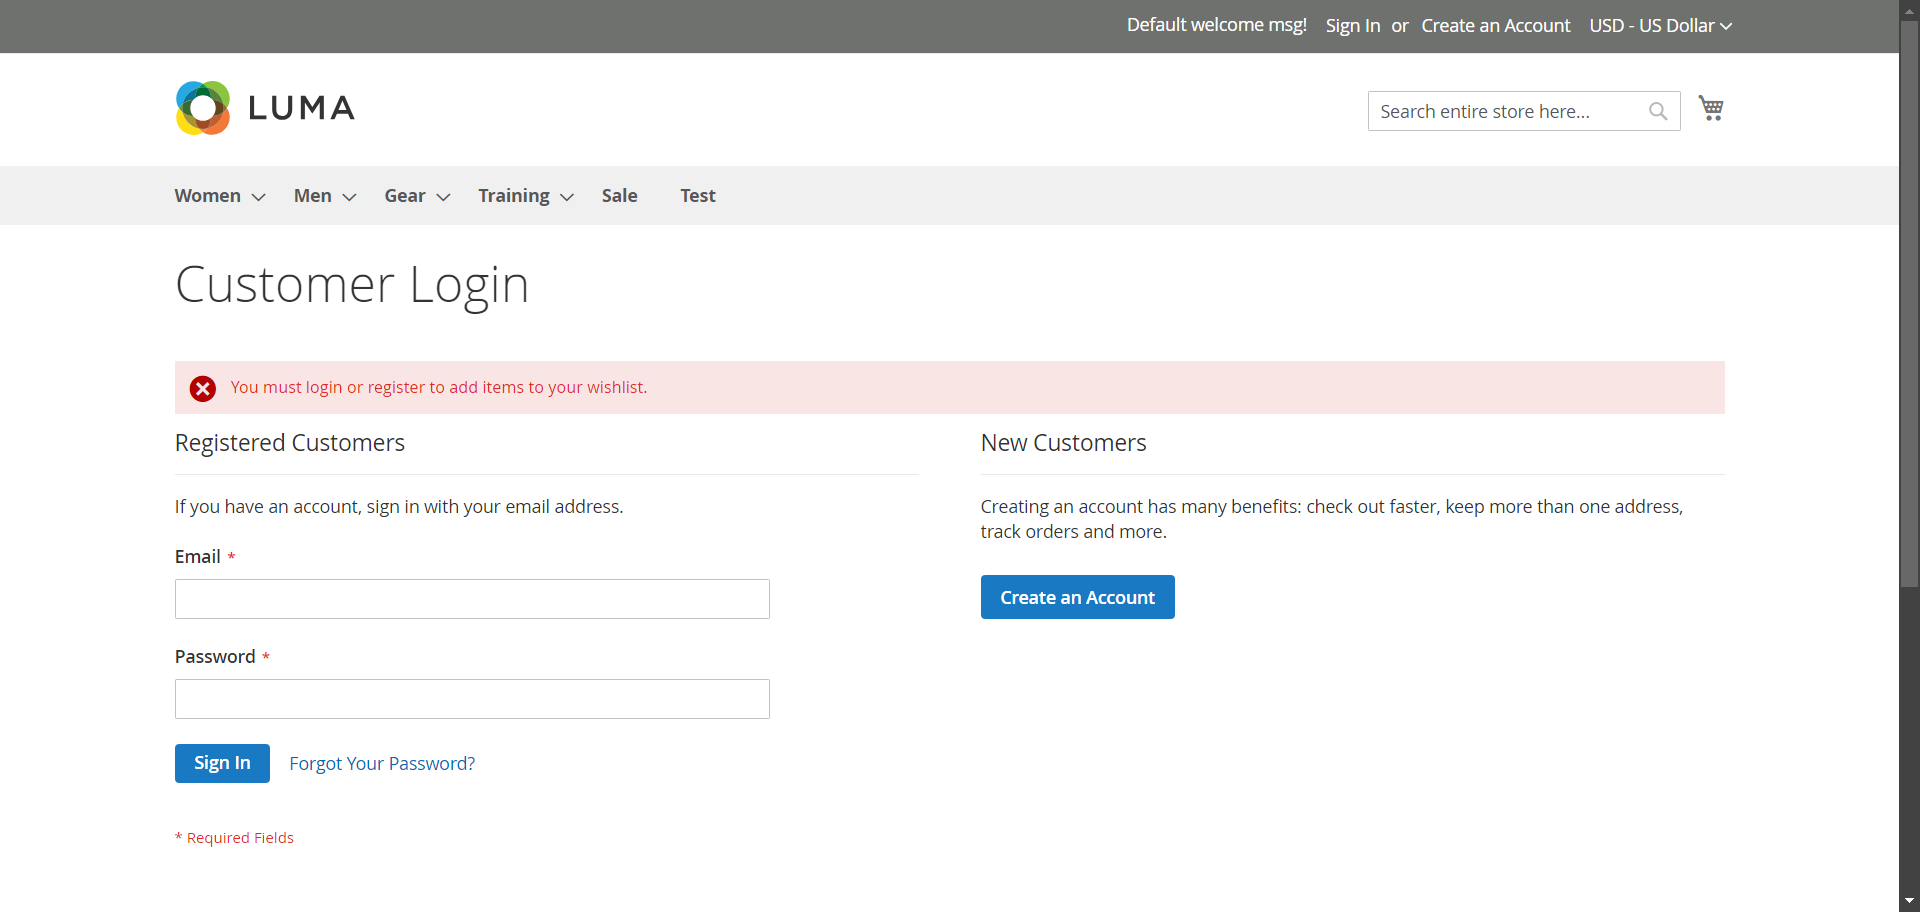 Default welcome msg! Sign In or Create an Account USD - US Dollar
LUMA
Search entire store here...
Women Men Gear Training Sale Test
Customer Login
You must login or register to add items to your wishlist.
Registered Customers
If you have an account, sign in with your email address.
Email *
Password *
Sign In Forgot Your Password?
* Required Fields
New Customers
Creating an account has many benefits: check out faster, keep more than one address,
track orders and more.
Create an Account